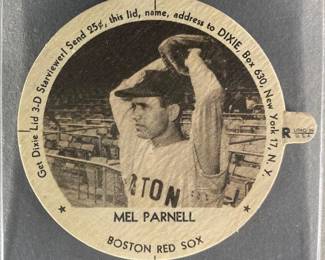 Get Dixie Lid 3-D Starviewer! Send 25¢, this lid, name, address to DIXIE, Box 630, New York 17, N. Y.
TON
R
MEL PARNELL
BOSTON RED SOX